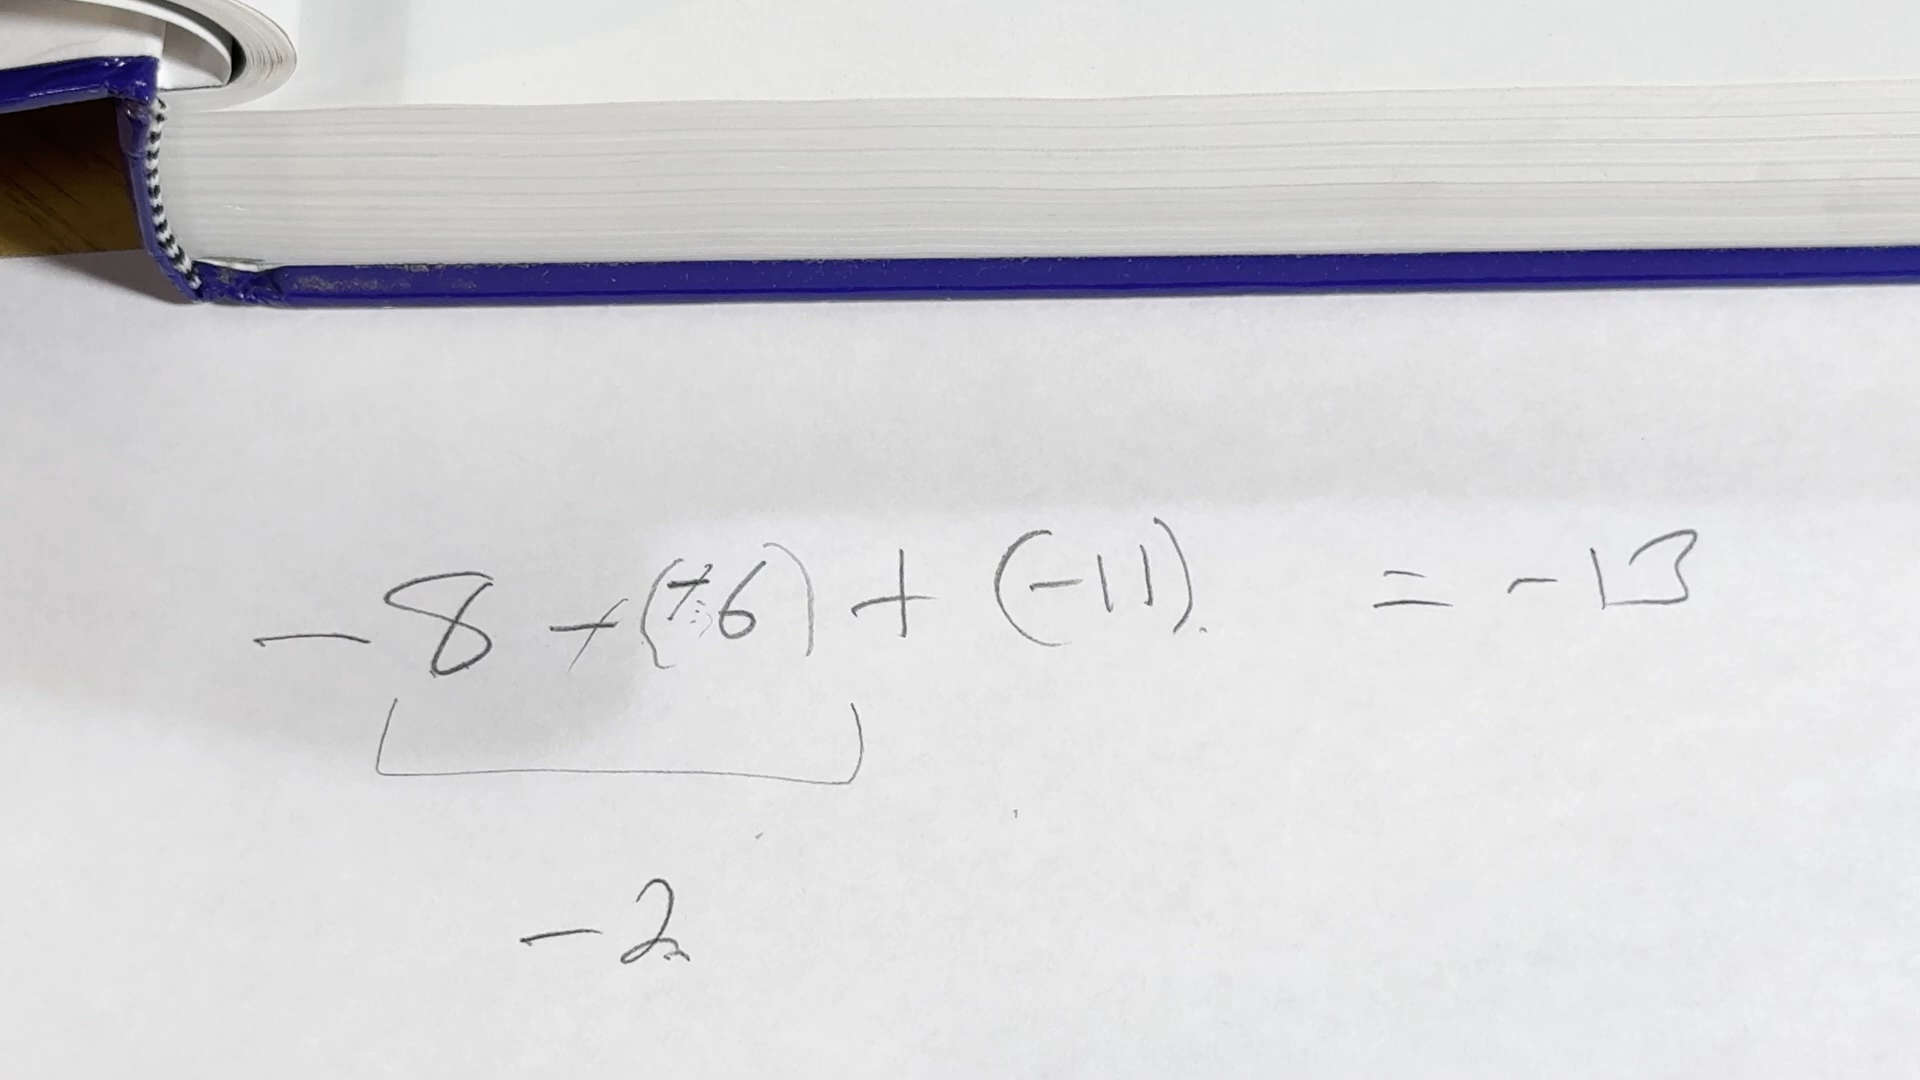 -8 + (+6) + (-11) = -13
-2